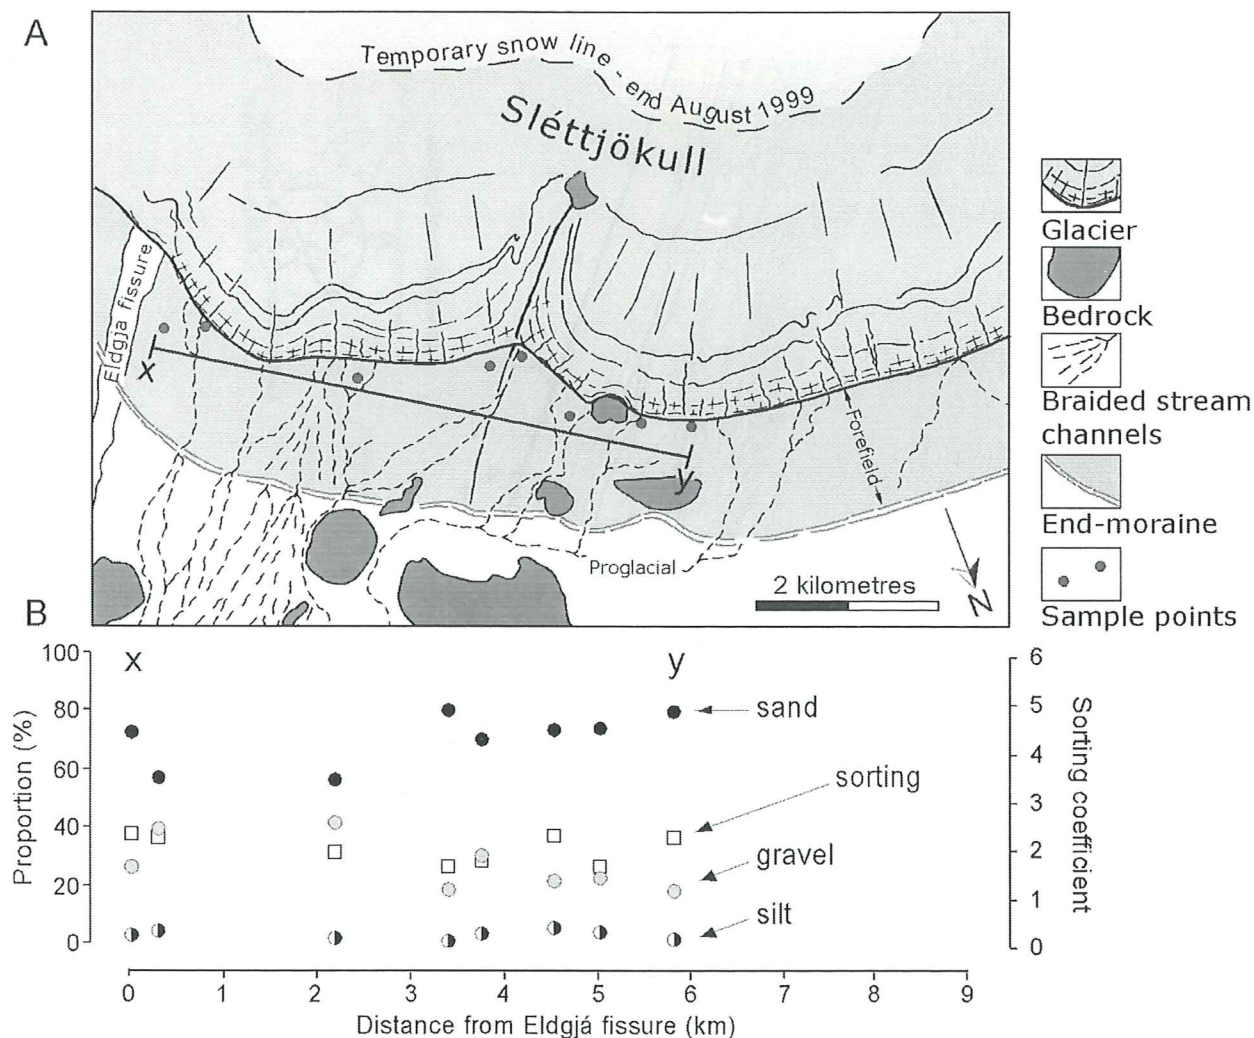 A
Temporary snow line - end August 1999
Sléttjökull
Eldgjá fissure
x
y
Forefield
Proglacial
2 kilometres
N
Glacier
Bedrock
Braided stream
channels
End-moraine
Sample points
B
x
y
100
80
60
40
20
0
Proportion (%)
sand
sorting
gravel
silt
6
5
4
3
2
1
0
Sorting coefficient
0 1 2 3 4 5 6 7 8 9
Distance from Eldgjá fissure (km)